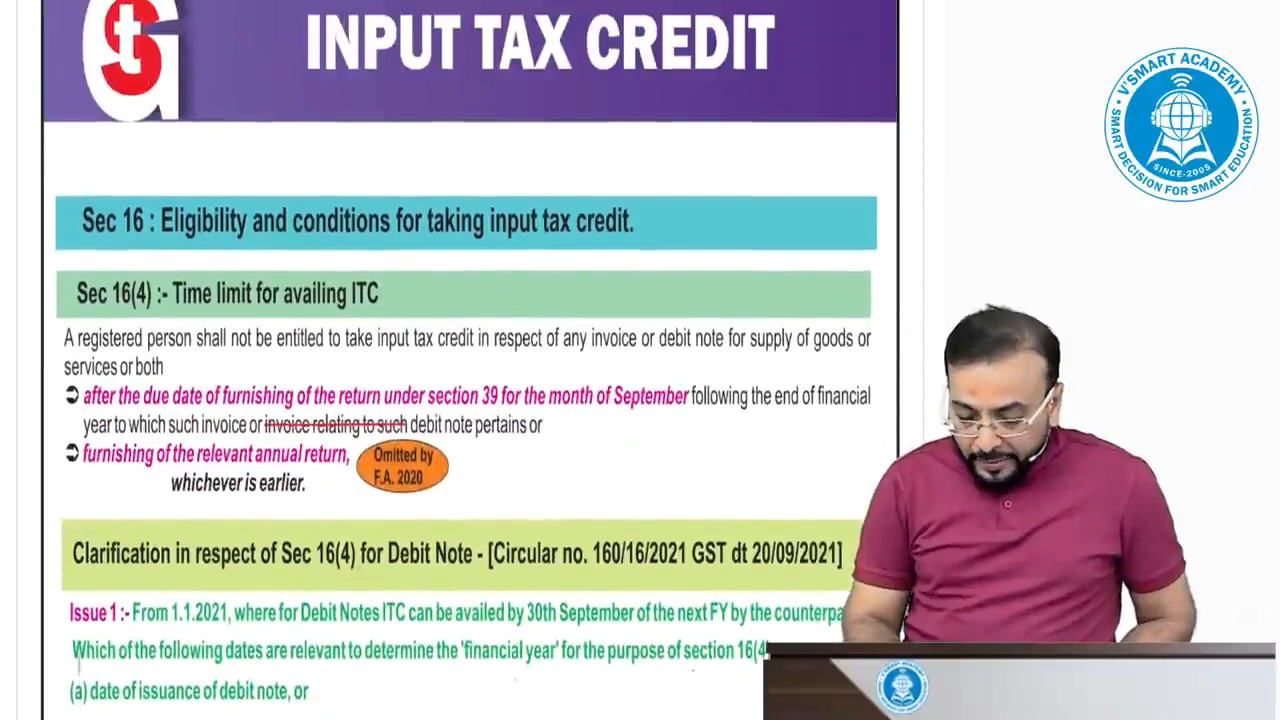 GST
INPUT TAX CREDIT
V'SMART ACADEMY
SMART DECISION FOR SMART EDUCATION
SINCE-2005
Sec 16 : Eligibility and conditions for taking input tax credit.
Sec 16(4) :- Time limit for availing ITC
A registered person shall not be entitled to take input tax credit in respect of any invoice or debit note for supply of goods or
services or both
➲ after the due date of furnishing of the return under section 39 for the month of September following the end of financial
year to which such invoice or invoice relating to such debit note pertains or
➲ furnishing of the relevant annual return,
whichever is earlier.
Omitted by
F.A. 2020
Clarification in respect of Sec 16(4) for Debit Note - [Circular no. 160/16/2021 GST dt 20/09/2021]
Issue 1 :- From 1.1.2021, where for Debit Notes ITC can be availed by 30th September of the next FY by the
Which of the following dates are relevant to determine the 'financial year' for the purpose of section 16(4
(a) date of issuance of debit note, or